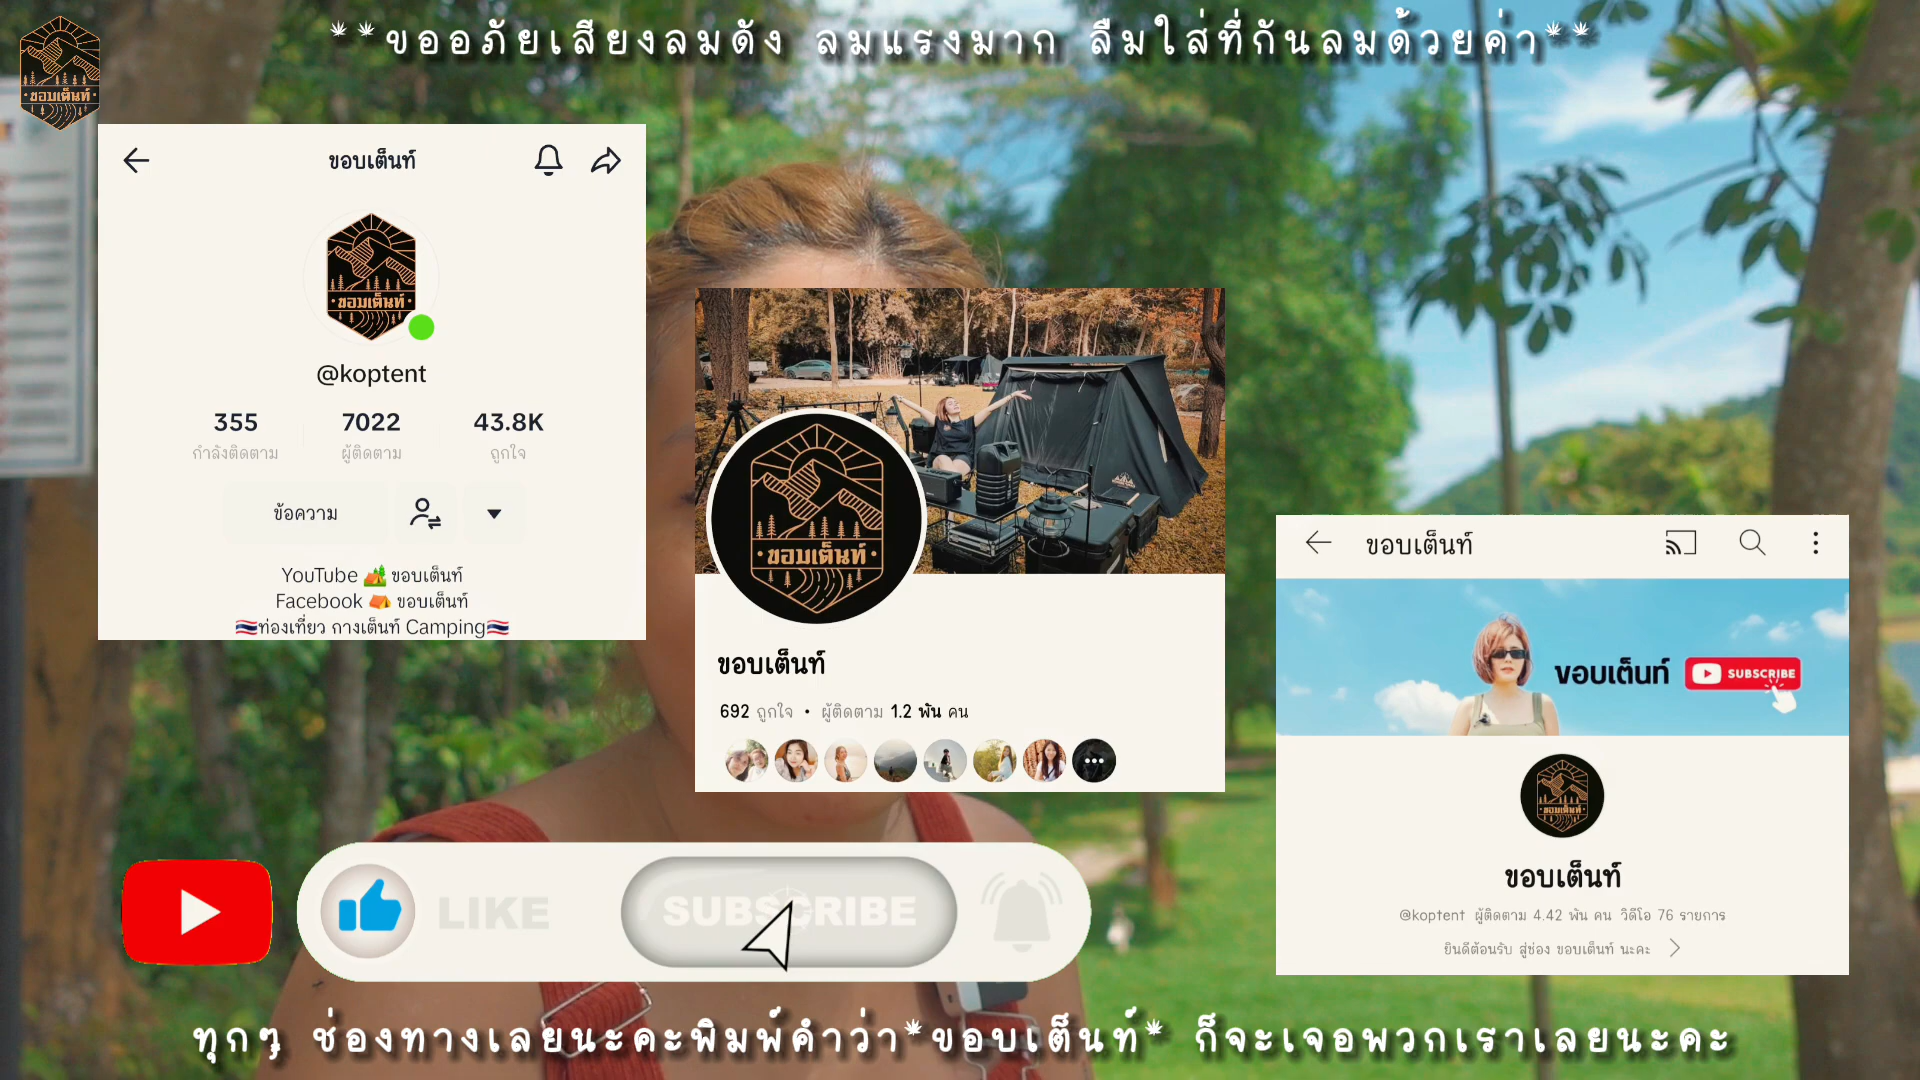 **ขออภัยเสียงลมดัง ลมแรงมาก ลืมใส่ที่กันลมด้วยค่า**
ขอบเต็นท์
ขอบเต็นท์
ขอบเต็นท์
@koptent
355 7022 43.8K
กำลังติดตาม ผู้ติดตาม ถูกใจ
ข้อความ
YouTube 🏕️ ขอบเต็นท์
Facebook ⛺ ขอบเต็นท์
🇹🇭ท่องเที่ยว กางเต็นท์ Camping🇹🇭
ขอบเต็นท์
ขอบเต็นท์
692 ถูกใจ • ผู้ติดตาม 1.2 พัน คน
ขอบเต็นท์
ขอบเต็นท์ SUBSCRIBE
ขอบเต็นท์
ขอบเต็นท์
@koptent ผู้ติดตาม 4.42 พัน คน วิดีโอ 76 รายการ
ยินดีต้อนรับ สู่ช่อง ขอบเต็นท์ นะคะ
LIKE SUBSCRIBE
ทุกๆ ช่องทางเลยนะคะพิมพ์คำว่า*ขอบเต็นท์* ก็จะเจอพวกเราเลยนะคะ